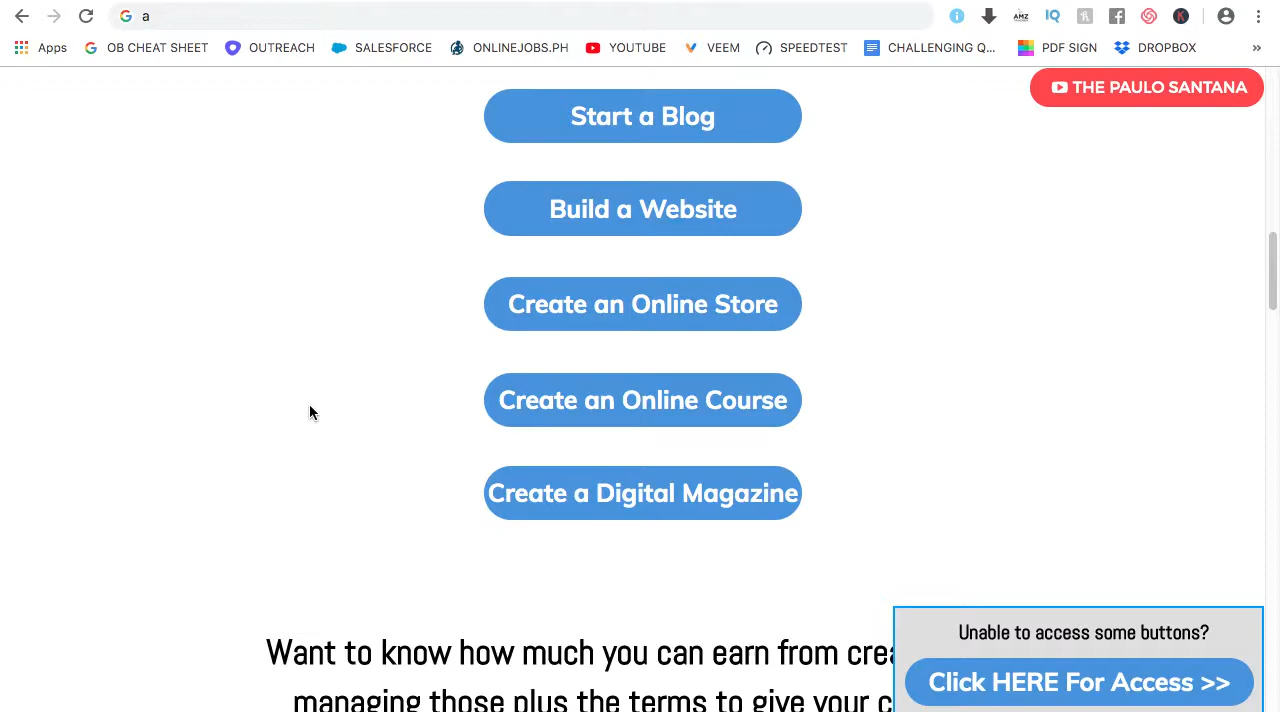 a
AMZ
IQ
Apps
OB CHEAT SHEET
OUTREACH
SALESFORCE
ONLINEJOBS.PH
YOUTUBE
VEEM
SPEEDTEST
CHALLENGING Q...
PDF SIGN
DROPBOX
»
THE PAULO SANTANA
Start a Blog
Build a Website
Create an Online Store
Create an Online Course
Create a Digital Magazine
Want to know how much you can earn from
managing those plus the terms to give your
Unable to access some buttons?
Click HERE For Access >>